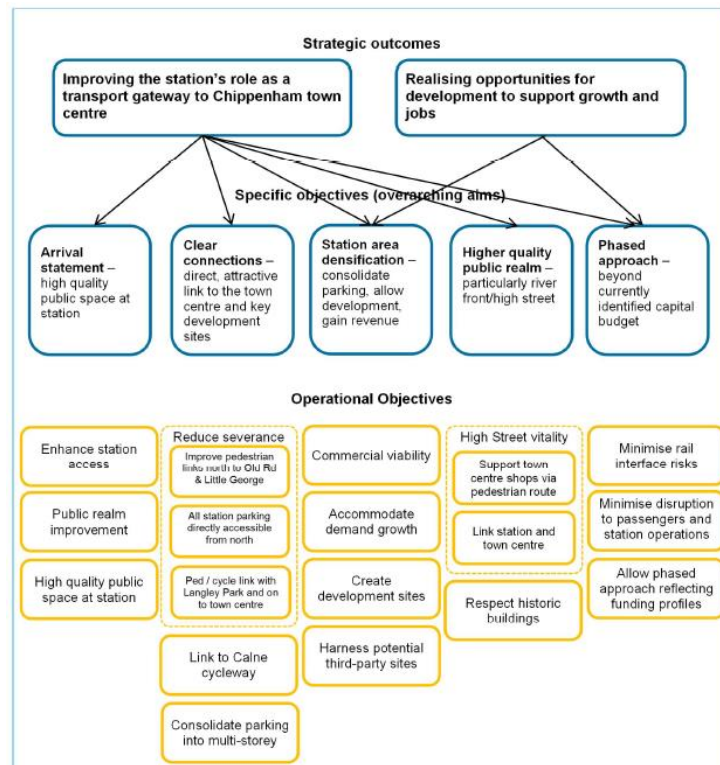 Strategic outcomes
Improving the station's role as a
transport gateway to Chippenham town
centre
Realising opportunities for
development to support growth and
jobs
Specific objectives (overarching aims)
Arrival
statement –
high quality
public space at
station
Clear
connections –
direct, attractive
link to the town
centre and key
development
sites
Station area
densification –
consolidate
parking, allow
development,
gain revenue
Higher quality
public realm –
particularly river
front/high street
Phased
approach –
beyond
currently
identified capital
budget
Operational Objectives
Enhance station
access
Public realm
improvement
High quality public
space at station
Reduce severance
Improve pedestrian
links north to Old Rd
& Little George
All station parking
directly accessible
from north
Ped / cycle link with
Langley Park and on
to town centre
Link to Calne
cycleway
Consolidate parking
into multi-storey
Commercial viability
Accommodate
demand growth
Create
development sites
Harness potential
third-party sites
High Street vitality
Support town
centre shops via
pedestrian route
Link station and
town centre
Respect historic
buildings
Minimise rail
interface risks
Minimise disruption
to passengers and
station operations
Allow phased
approach reflecting
funding profiles